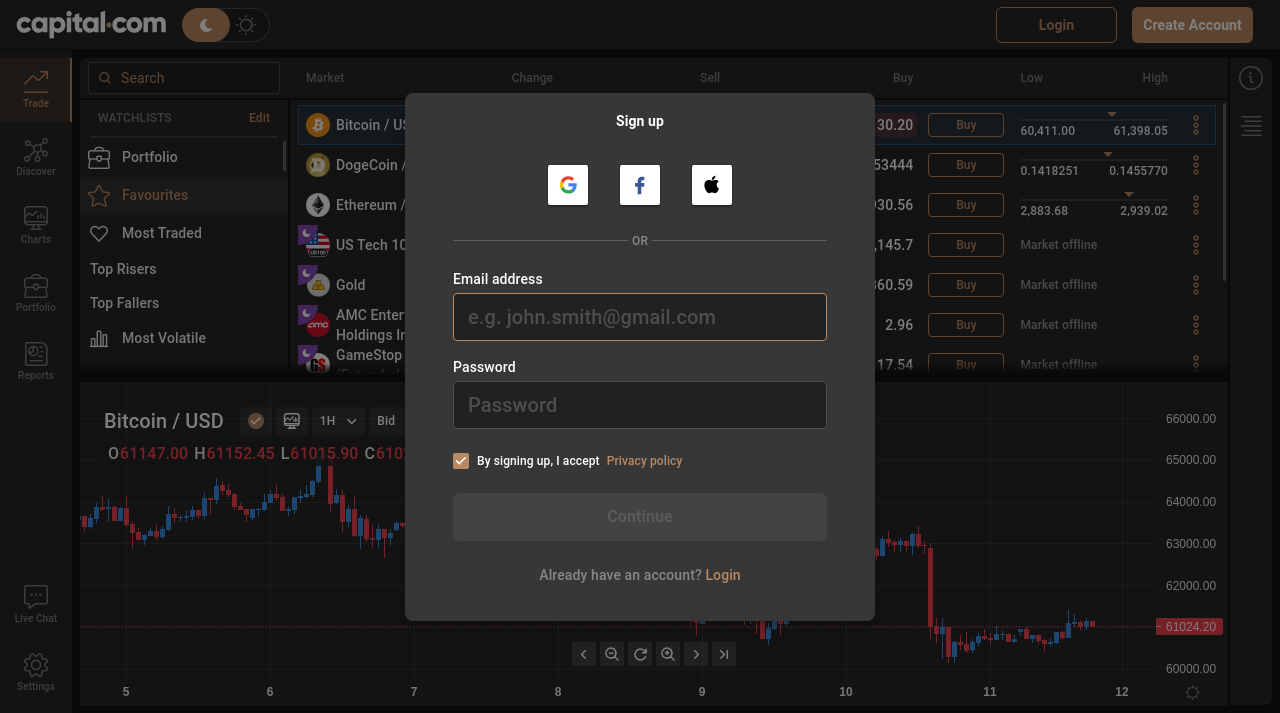 capital.com
Login
Create Account
Search
Market Change Sell Buy Low High
Trade
WATCHLISTS Edit
Discover
Charts
Portfolio
Reports
Live Chat
Settings
Portfolio
Favourites
Most Traded
Top Risers
Top Fallers
Most Volatile
Bitcoin / US 30.20 Buy 60,411.00 61,398.05
DogeCoin / 53444 Buy 0.1418251 0.1455770
Ethereum / 930.56 Buy 2,883.68 2,939.02
US Tech 10 ,145.7 Buy Market offline
Gold 360.59 Buy Market offline
AMC Enter
Holdings In 2.96 Buy Market offline
GameStop 17.54 Buy Market offline
Sign up
OR
Email address
e.g. john.smith@gmail.com
Password
Password
By signing up, I accept Privacy policy
Continue
Already have an account? Login
Bitcoin / USD 1H Bid
O61147.00 H61152.45 L61015.90 C6102
66000.00
65000.00
64000.00
63000.00
62000.00
61024.20
60000.00
5 6 7 8 9 10 11 12